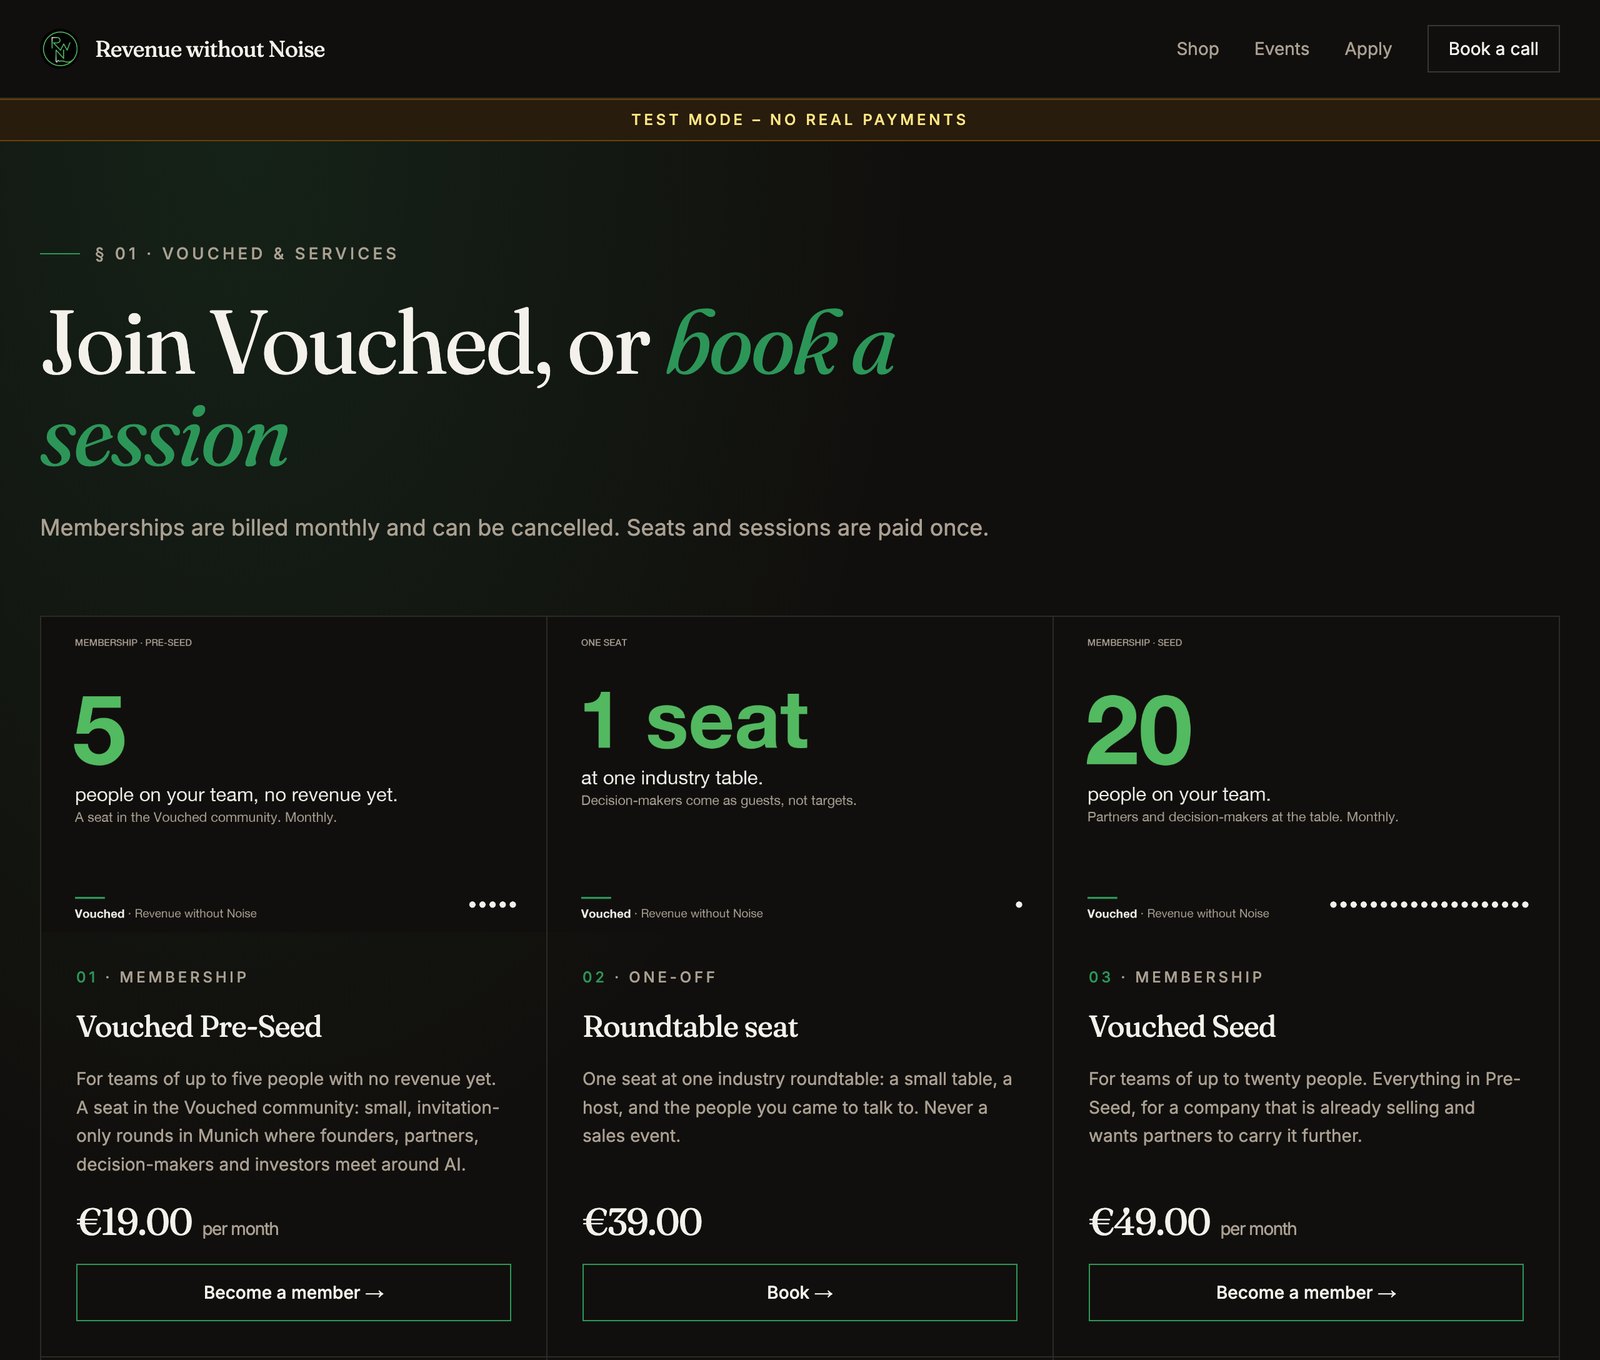 Revenue without Noise
Shop
Events
Apply
Book a call
TEST MODE – NO REAL PAYMENTS
§ 01 · VOUCHED & SERVICES
Join Vouched, or book a
session
Memberships are billed monthly and can be cancelled. Seats and sessions are paid once.
MEMBERSHIP · PRE-SEED
5
people on your team, no revenue yet.
A seat in the Vouched community. Monthly.
Vouched · Revenue without Noise
01 · MEMBERSHIP
Vouched Pre-Seed
For teams of up to five people with no revenue yet.
A seat in the Vouched community: small, invitation-
only rounds in Munich where founders, partners,
decision-makers and investors meet around AI.
€19.00 per month
Become a member →
ONE SEAT
1 seat
at one industry table.
Decision-makers come as guests, not targets.
Vouched · Revenue without Noise
02 · ONE-OFF
Roundtable seat
One seat at one industry roundtable: a small table, a
host, and the people you came to talk to. Never a
sales event.
€39.00
Book →
MEMBERSHIP · SEED
20
people on your team.
Partners and decision-makers at the table. Monthly.
Vouched · Revenue without Noise
03 · MEMBERSHIP
Vouched Seed
For teams of up to twenty people. Everything in Pre-
Seed, for a company that is already selling and
wants partners to carry it further.
€49.00 per month
Become a member →